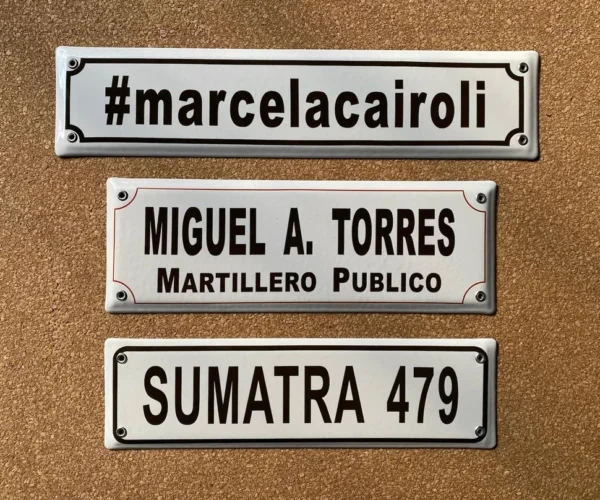 #marcelacairoli
MIGUEL A. TORRES
MARTILLERO PUBLICO
SUMATRA 479